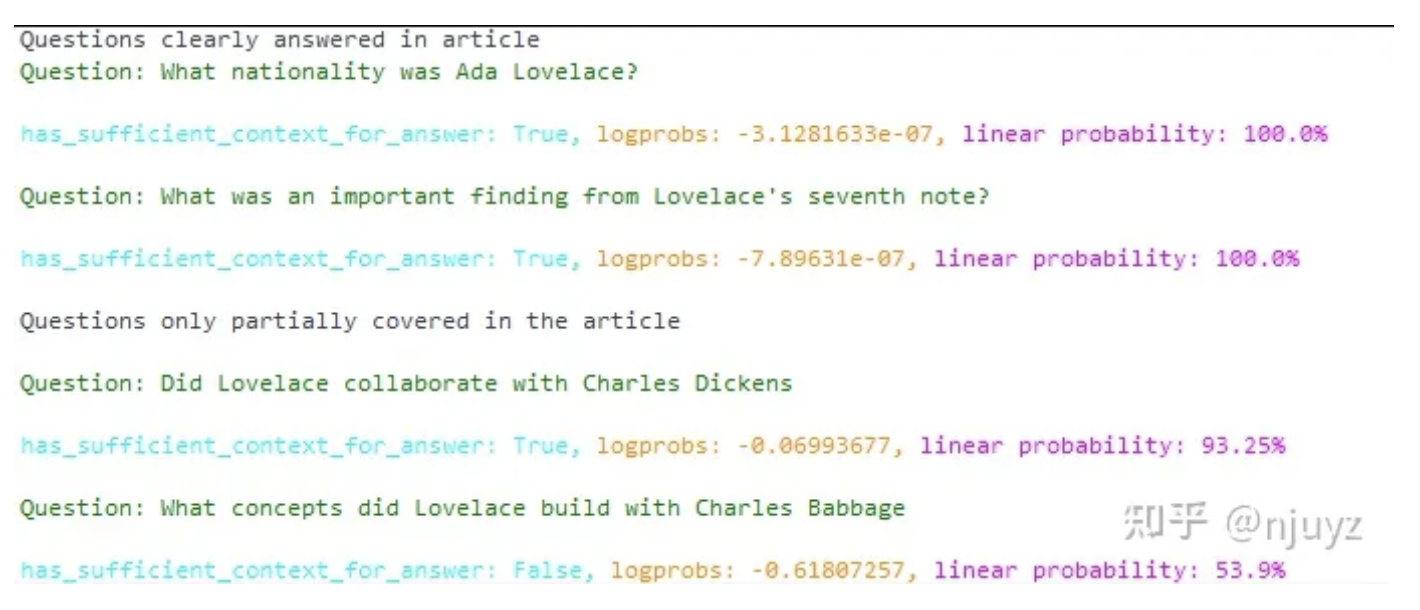 Questions clearly answered in article
Question: What nationality was Ada Lovelace?
has_sufficient_context_for_answer: True, logprobs: -3.1281633e-07, linear probability: 100.0%
Question: What was an important finding from Lovelace's seventh note?
has_sufficient_context_for_answer: True, logprobs: -7.89631e-07, linear probability: 100.0%
Questions only partially covered in the article
Question: Did Lovelace collaborate with Charles Dickens
has_sufficient_context_for_answer: True, logprobs: -0.06993677, linear probability: 93.25%
Question: What concepts did Lovelace build with Charles Babbage
知乎 @njuyz
has_sufficient_context_for_answer: False, logprobs: -0.61807257, linear probability: 53.9%